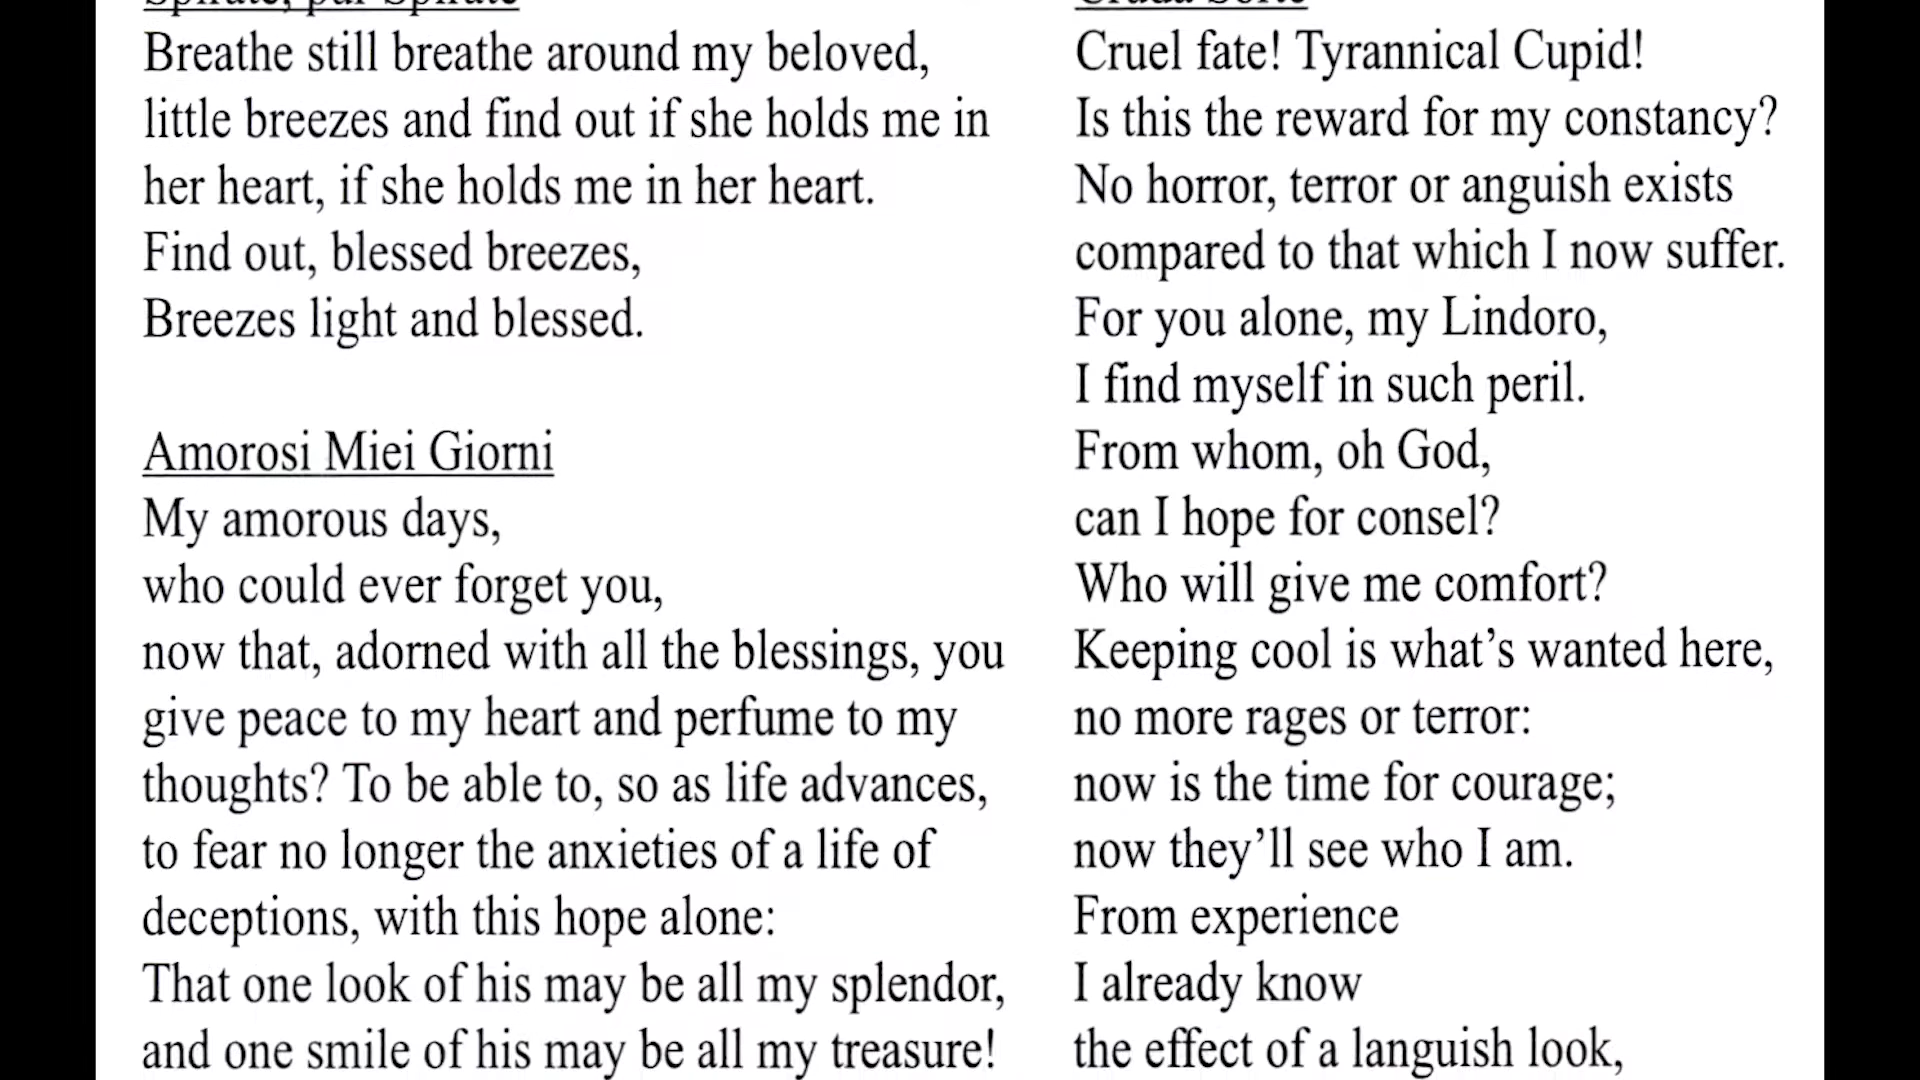 Spirate, pur Spirate
Breathe still breathe around my beloved,
little breezes and find out if she holds me in
her heart, if she holds me in her heart.
Find out, blessed breezes,
Breezes light and blessed.
Amorosi Miei Giorni
My amorous days,
who could ever forget you,
now that, adorned with all the blessings, you
give peace to my heart and perfume to my
thoughts? To be able to, so as life advances,
to fear no longer the anxieties of a life of
deceptions, with this hope alone:
That one look of his may be all my splendor,
and one smile of his may be all my treasure!
Cruda Sorte
Cruel fate! Tyrannical Cupid!
Is this the reward for my constancy?
No horror, terror or anguish exists
compared to that which I now suffer.
For you alone, my Lindoro,
I find myself in such peril.
From whom, oh God,
can I hope for consel?
Who will give me comfort?
Keeping cool is what’s wanted here,
no more rages or terror:
now is the time for courage;
now they’ll see who I am.
From experience
I already know
the effect of a languish look,